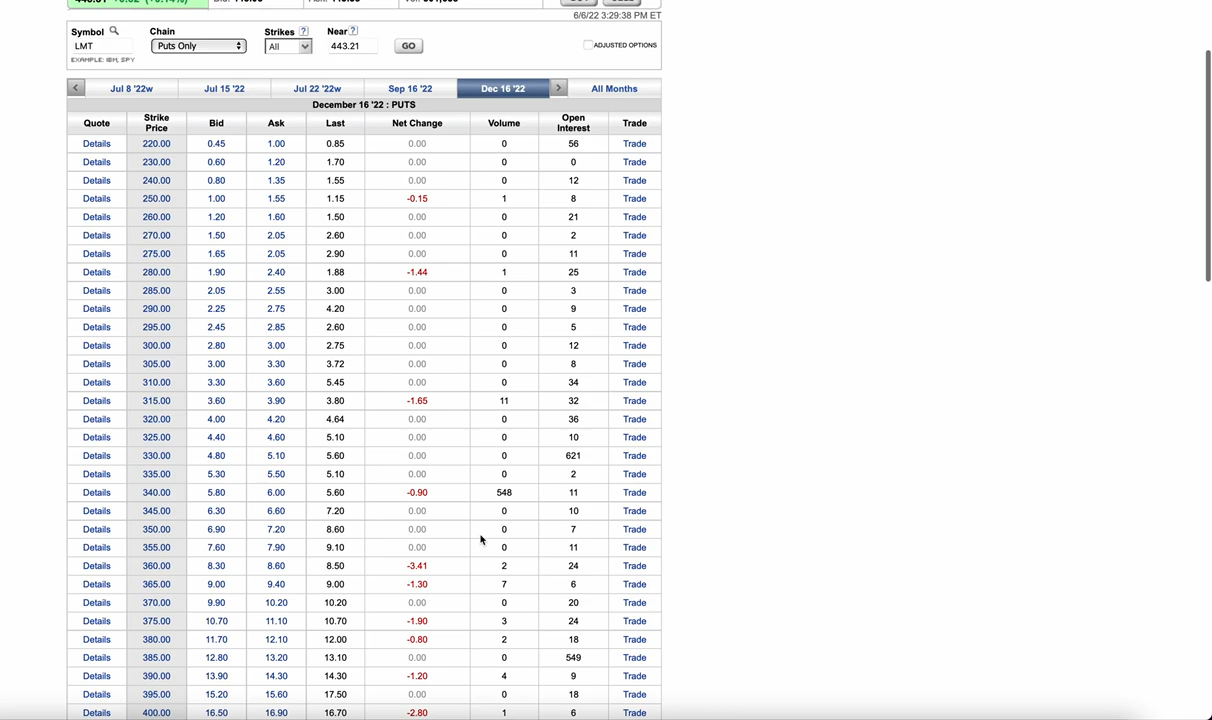 6/6/22 3:29:38 PM ET
Symbol Chain Strikes ? Near ?
LMT Puts Only All 443.21 GO ADJUSTED OPTIONS
EXAMPLE: IBM, SPY
< Jul 8 '22w Jul 15 '22 Jul 22 '22w Sep 16 '22 Dec 16 '22 > All Months
December 16 '22 : PUTS
Quote Strike Price Bid Ask Last Net Change Volume Open Interest Trade
Details 220.00 0.45 1.00 0.85 0.00 0 56 Trade
Details 230.00 0.60 1.20 1.70 0.00 0 0 Trade
Details 240.00 0.80 1.35 1.55 0.00 0 12 Trade
Details 250.00 1.00 1.55 1.15 -0.15 1 8 Trade
Details 260.00 1.20 1.60 1.50 0.00 0 21 Trade
Details 270.00 1.50 2.05 2.60 0.00 0 2 Trade
Details 275.00 1.65 2.05 2.90 0.00 0 11 Trade
Details 280.00 1.90 2.40 1.88 -1.44 1 25 Trade
Details 285.00 2.05 2.55 3.00 0.00 0 3 Trade
Details 290.00 2.25 2.75 4.20 0.00 0 9 Trade
Details 295.00 2.45 2.85 2.60 0.00 0 5 Trade
Details 300.00 2.80 3.00 2.75 0.00 0 12 Trade
Details 305.00 3.00 3.30 3.72 0.00 0 8 Trade
Details 310.00 3.30 3.60 5.45 0.00 0 34 Trade
Details 315.00 3.60 3.90 3.80 -1.65 11 32 Trade
Details 320.00 4.00 4.20 4.64 0.00 0 36 Trade
Details 325.00 4.40 4.60 5.10 0.00 0 10 Trade
Details 330.00 4.80 5.10 5.60 0.00 0 621 Trade
Details 335.00 5.30 5.50 5.10 0.00 0 2 Trade
Details 340.00 5.80 6.00 5.60 -0.90 548 11 Trade
Details 345.00 6.30 6.60 7.20 0.00 0 10 Trade
Details 350.00 6.90 7.20 8.60 0.00 0 7 Trade
Details 355.00 7.60 7.90 9.10 0.00 0 11 Trade
Details 360.00 8.30 8.60 8.50 -3.41 2 24 Trade
Details 365.00 9.00 9.40 9.00 -1.30 7 6 Trade
Details 370.00 9.90 10.20 10.20 0.00 0 20 Trade
Details 375.00 10.70 11.10 10.70 -1.90 3 24 Trade
Details 380.00 11.70 12.10 12.00 -0.80 2 18 Trade
Details 385.00 12.80 13.20 13.10 0.00 0 549 Trade
Details 390.00 13.90 14.30 14.30 -1.20 4 9 Trade
Details 395.00 15.20 15.60 17.50 0.00 0 18 Trade
Details 400.00 16.50 16.90 16.70 -2.80 1 6 Trade